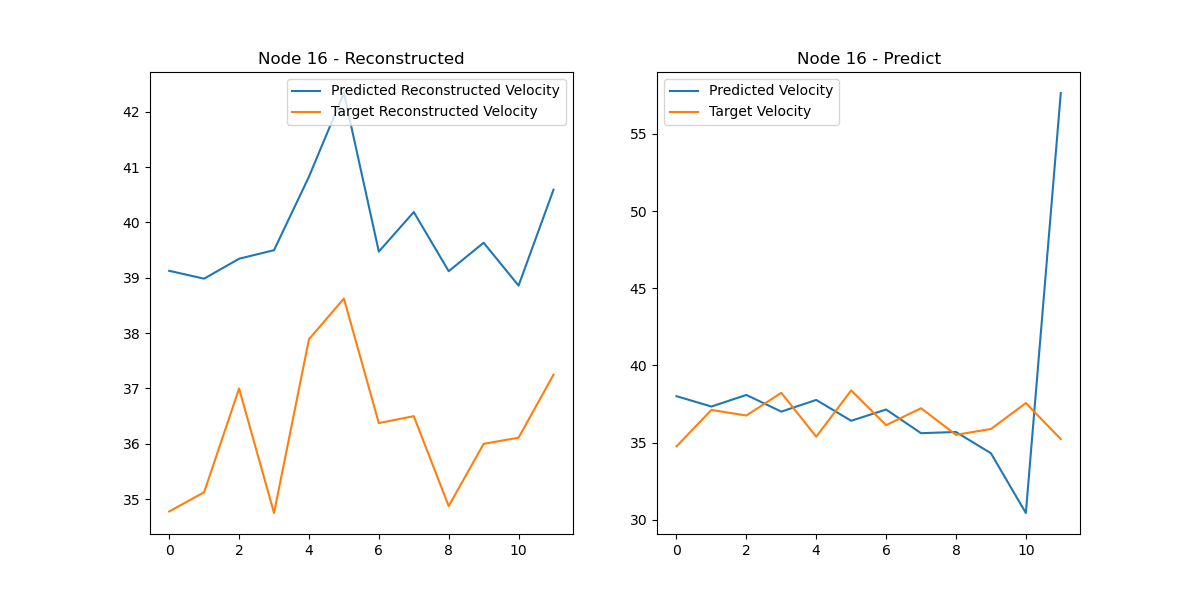 Node 16 - Reconstructed
Predicted Reconstructed Velocity
Target Reconstructed Velocity
42
41
40
39
38
37
36
35
0 2 4 6 8 10
Node 16 - Predict
Predicted Velocity
Target Velocity
55
50
45
40
35
30
0 2 4 6 8 10